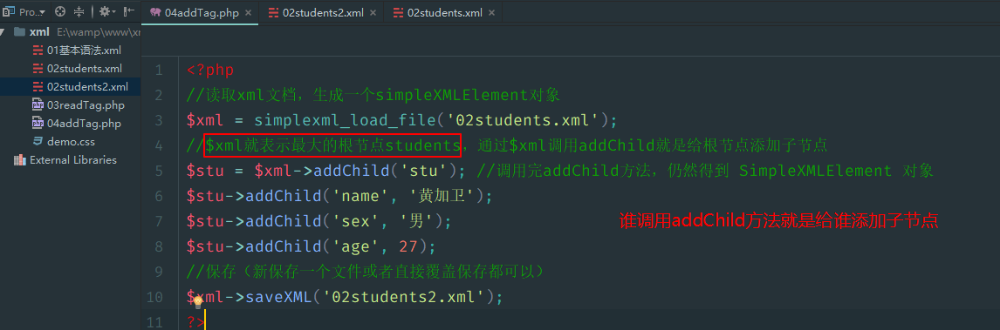 Pro...
04addTag.php
02students2.xml
02students.xml
xml E:\wamp\www\xr
01基本语法.xml
02students.xml
02students2.xml
03readTag.php
04addTag.php
demo.css
External Libraries
1 <?php
2 //读取xml文档，生成一个simpleXMLElement对象
3 $xml = simplexml_load_file('02students.xml');
4 //$xml就表示最大的根节点students，通过$xml调用addChild就是给根节点添加子节点
5 $stu = $xml->addChild('stu'); //调用完addChild方法，仍然得到 SimpleXMLElement 对象
6 $stu->addChild('name', '黄加卫');
7 $stu->addChild('sex', '男');
谁调用addChild方法就是给谁添加子节点
8 $stu->addChild('age', 27);
9 //保存（新保存一个文件或者直接覆盖保存都可以）
10 $xml->saveXML('02students2.xml');
11 ?>